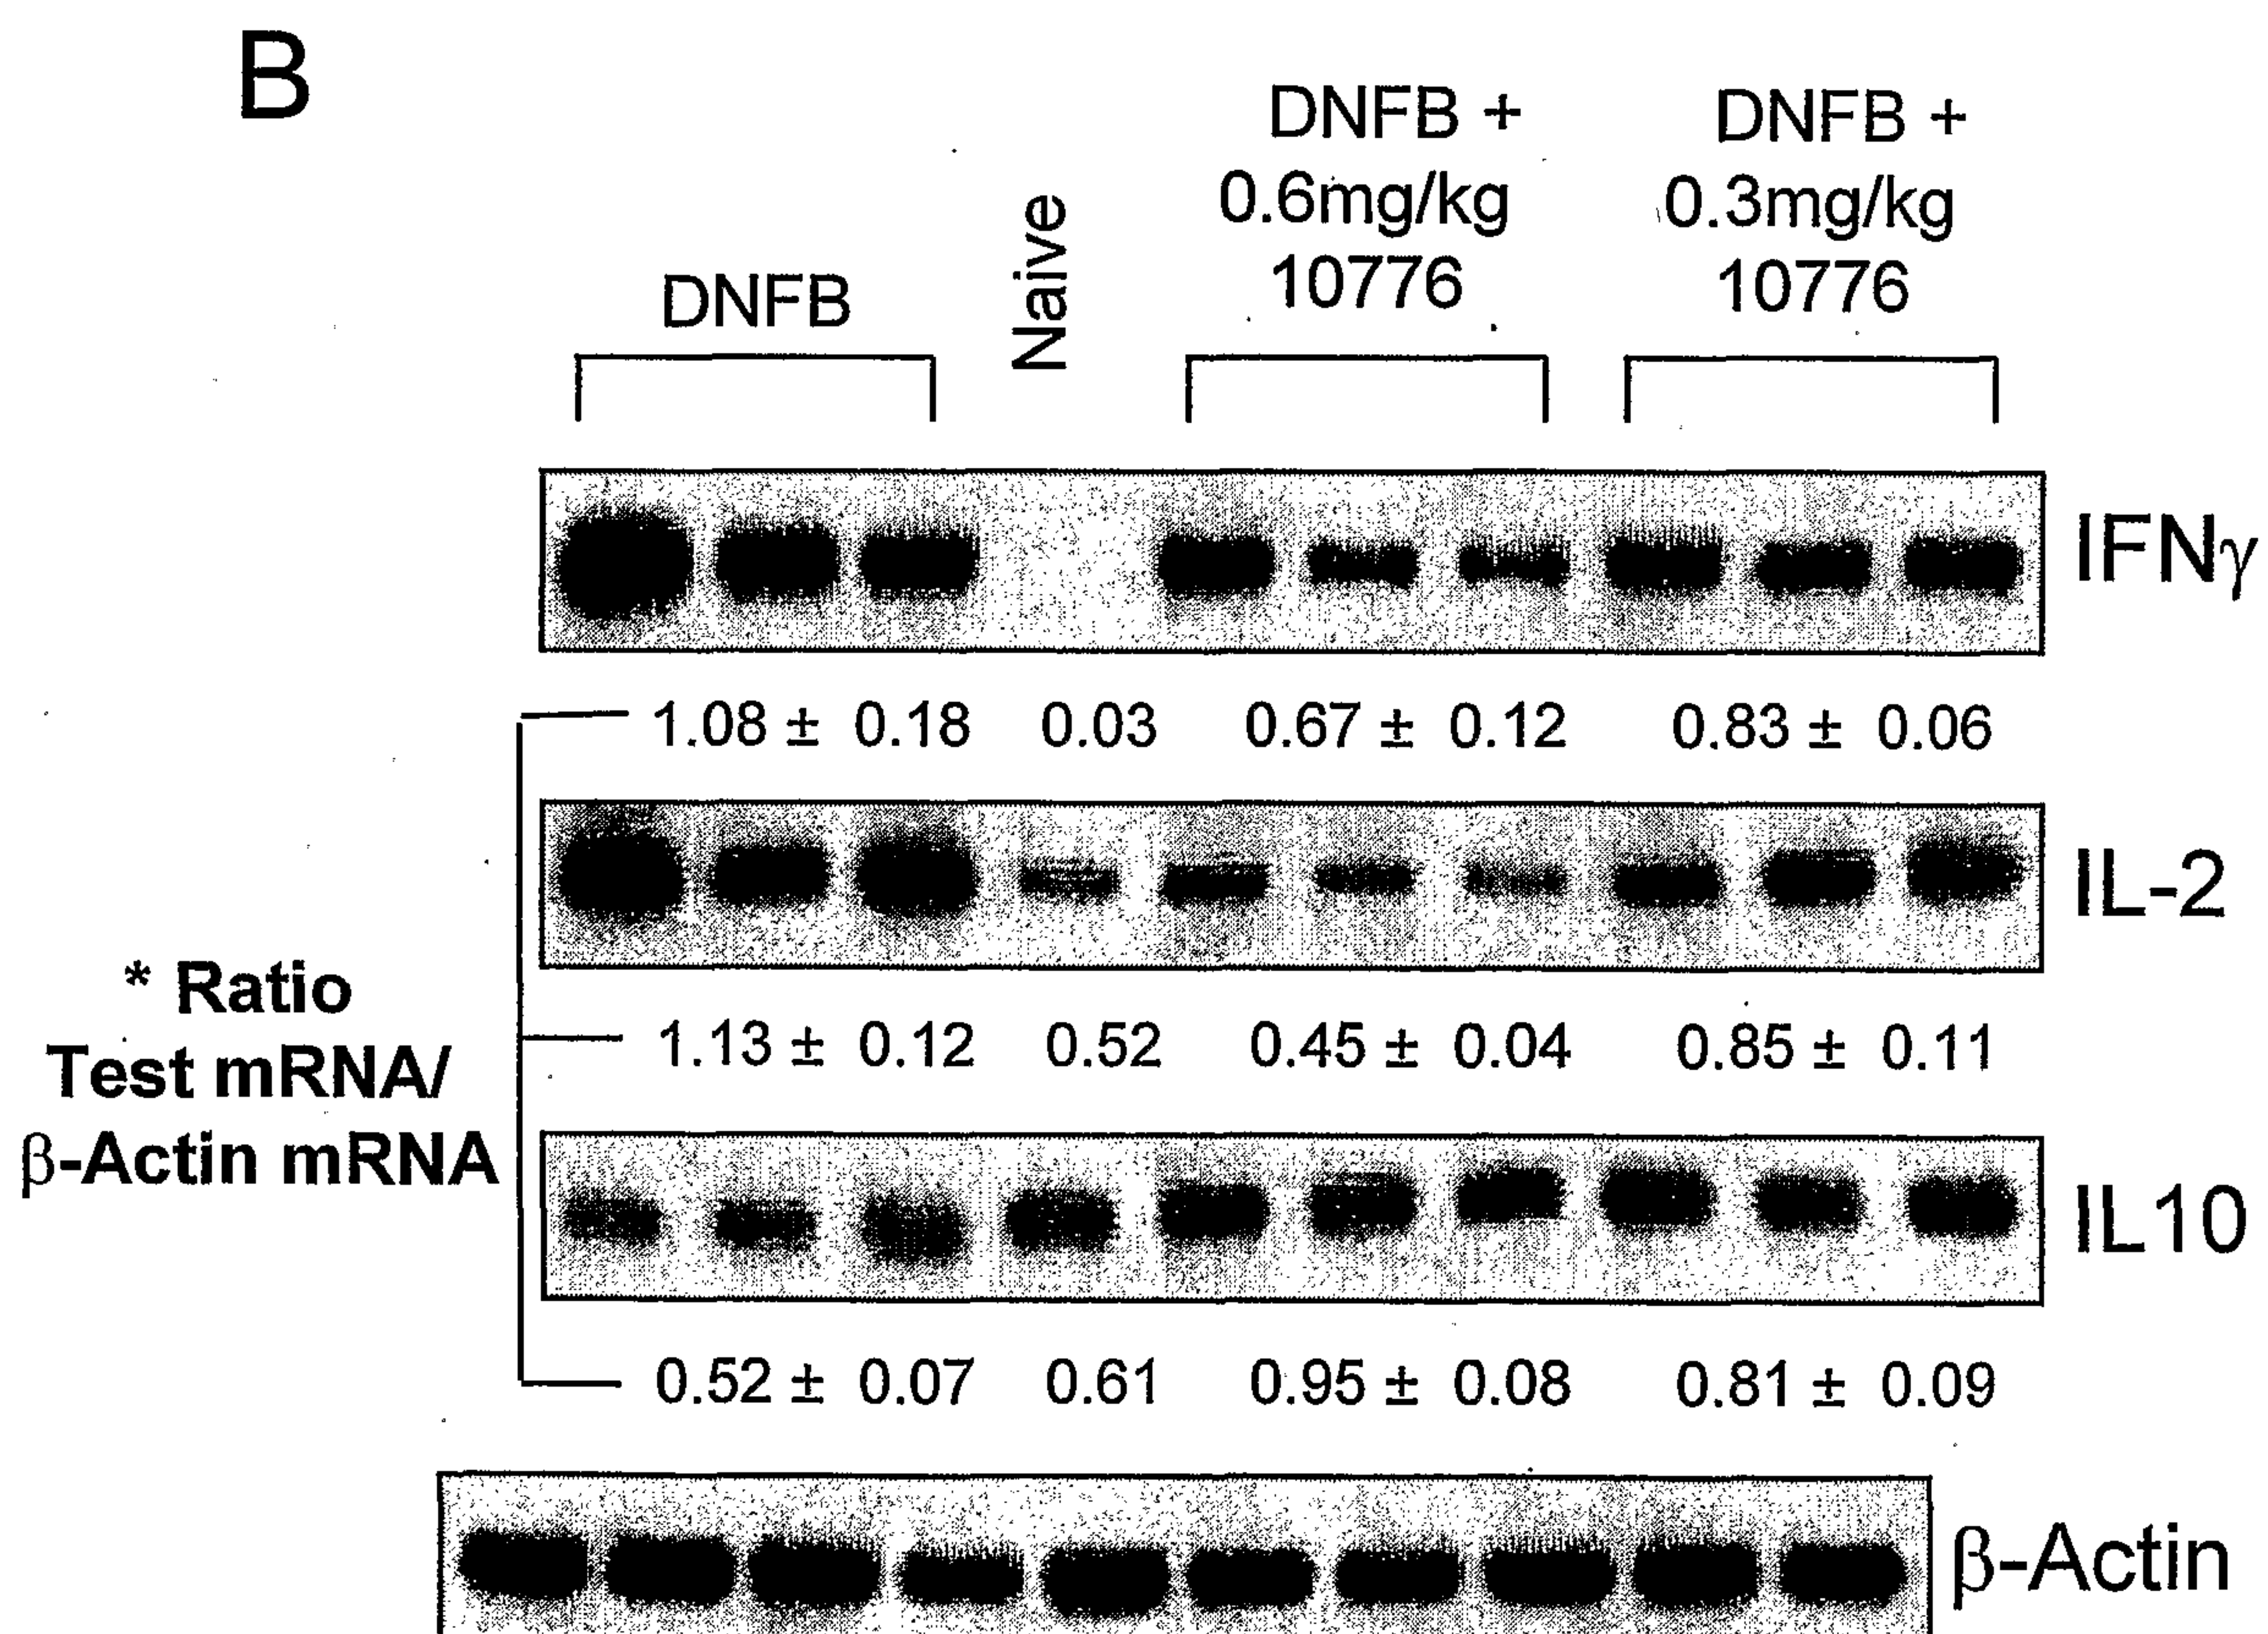 B
DNFB
Naive
DNFB +
0.6mg/kg
10776
DNFB +
0.3mg/kg
10776
IFNγ
1.08 ± 0.18 0.03 0.67 ± 0.12 0.83 ± 0.06
IL-2
* Ratio
Test mRNA/
β-Actin mRNA
1.13 ± 0.12 0.52 0.45 ± 0.04 0.85 ± 0.11
IL10
0.52 ± 0.07 0.61 0.95 ± 0.08 0.81 ± 0.09
β-Actin